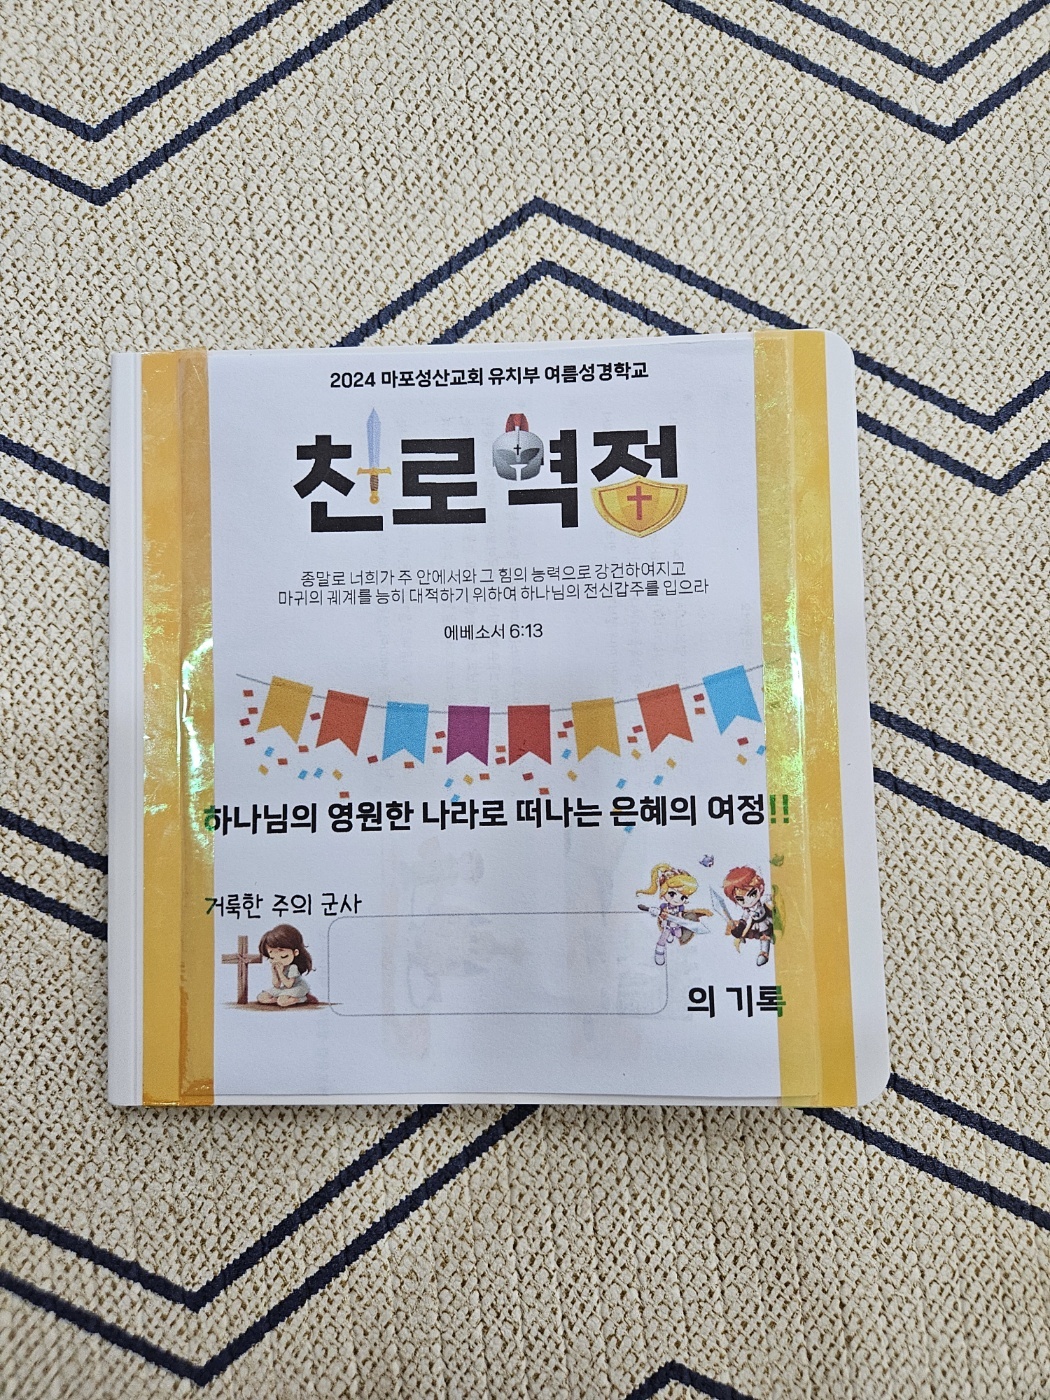 2024 마포성산교회 유치부 여름성경학교
천로역정
종말로 너희가 주 안에서와 그 힘의 능력으로 강건하여지고
마귀의 궤계를 능히 대적하기 위하여 하나님의 전신갑주를 입으라
에베소서 6:13
하나님의 영원한 나라로 떠나는 은혜의 여정!!
거룩한 주의 군사
의 기록